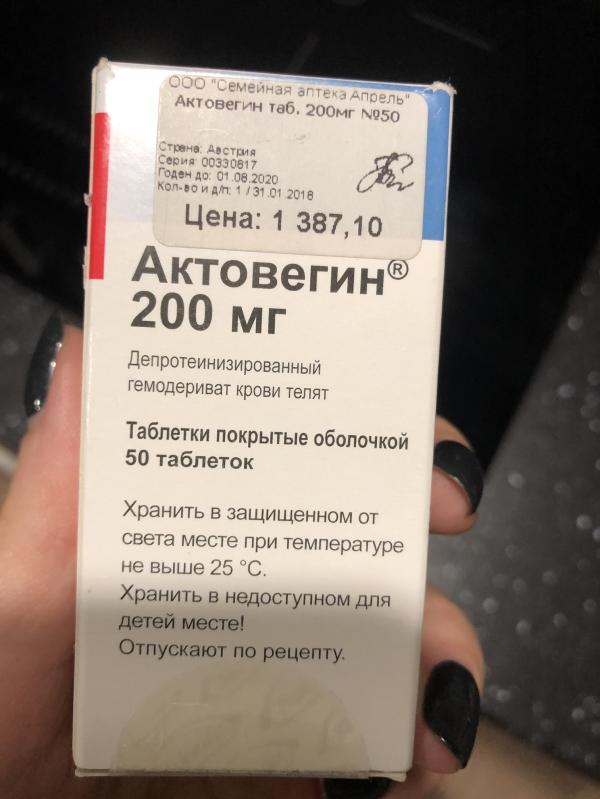 ООО "Семейная аптека Апрель"
Актовегин таб. 200мг №50
Страна: Австрия
Серия: 00330817
Годен до: 01.08.2020
Кол-во и д/п: 1 / 31.01.2018
Цена: 1 387,10
Актовегин®
200 мг
Депротеинизированный
гемодериват крови телят
Таблетки покрытые оболочкой
50 таблеток
Хранить в защищенном от
света месте при температуре
не выше 25 °C.
Хранить в недоступном для
детей месте!
Отпускают по рецепту.